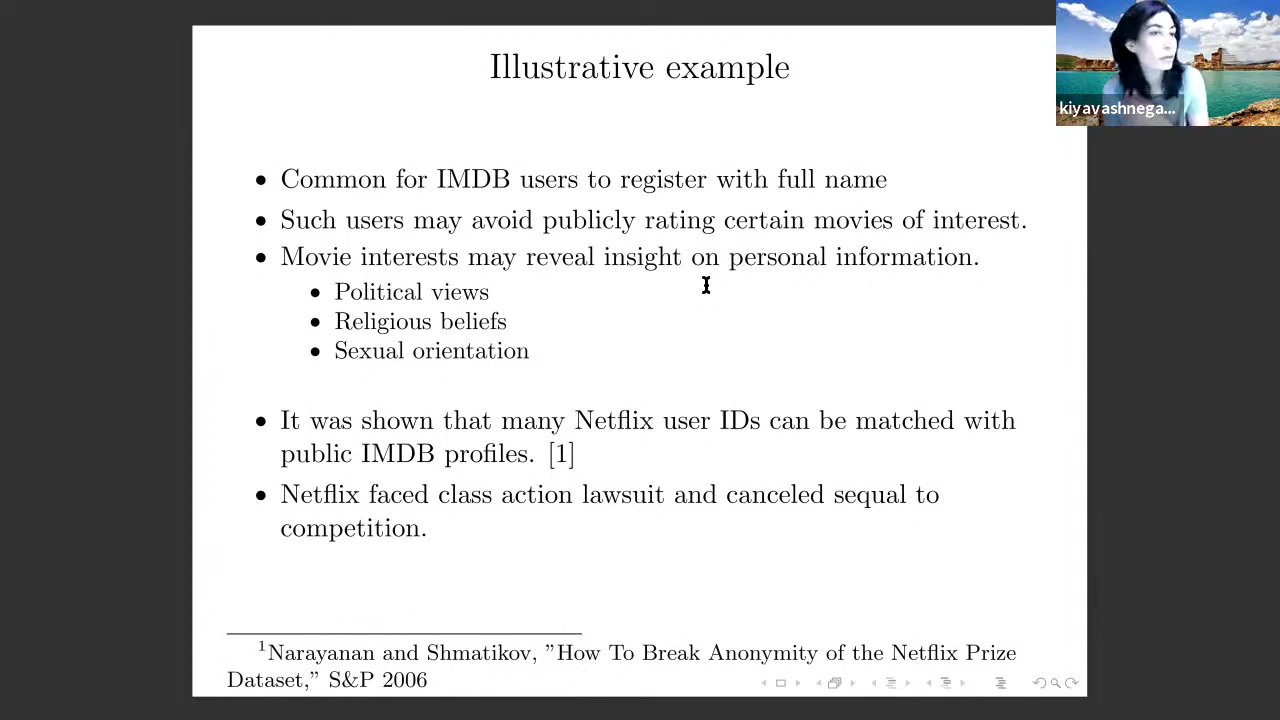 Illustrative example
kiyavashnega...
• Common for IMDB users to register with full name
• Such users may avoid publicly rating certain movies of interest.
• Movie interests may reveal insight on personal information.
• Political views
• Religious beliefs
• Sexual orientation
• It was shown that many Netflix user IDs can be matched with
public IMDB profiles. [1]
• Netflix faced class action lawsuit and canceled sequal to
competition.
1Narayanan and Shmatikov, ”How To Break Anonymity of the Netflix Prize
Dataset,” S&P 2006